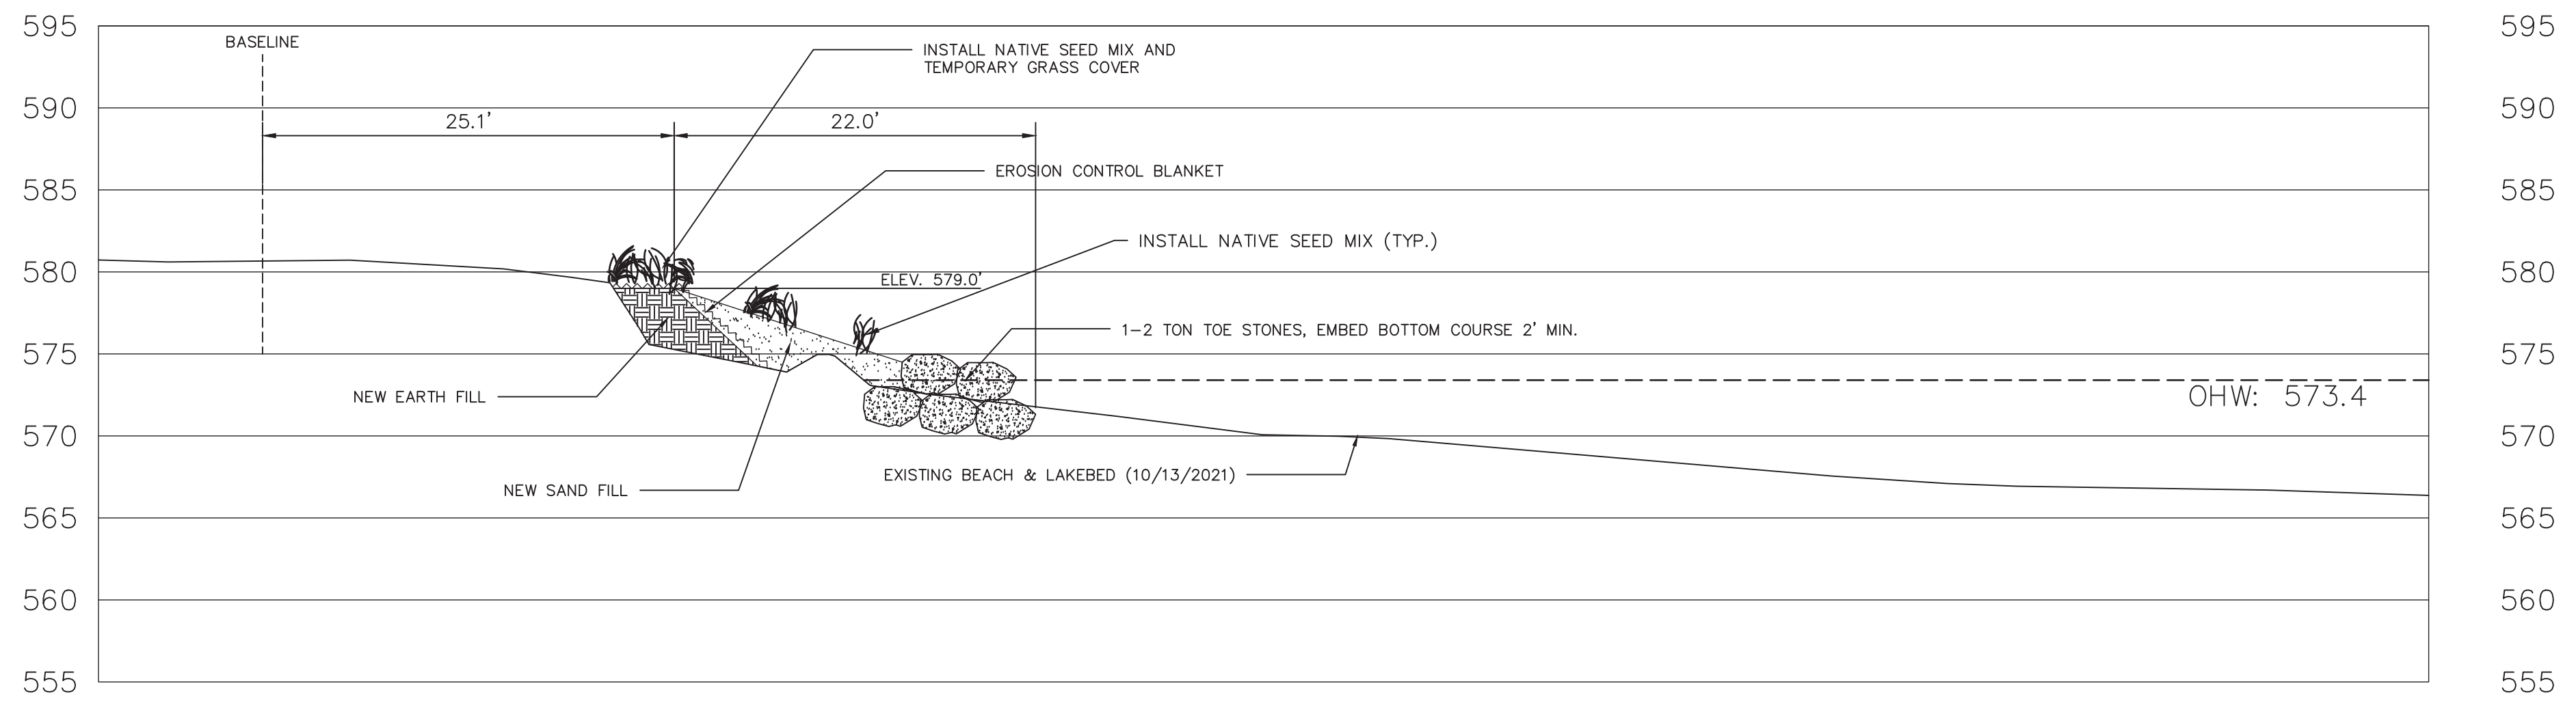 595
595
BASELINE
INSTALL NATIVE SEED MIX AND
TEMPORARY GRASS COVER
590
590
25.1'
22.0'
EROSION CONTROL BLANKET
585
585
INSTALL NATIVE SEED MIX (TYP.)
580
580
ELEV. 579.0'
1-2 TON TOE STONES, EMBED BOTTOM COURSE 2' MIN.
575
575
NEW EARTH FILL
OHW: 573.4
570
570
EXISTING BEACH & LAKEBED (10/13/2021)
NEW SAND FILL
565
565
560
560
555
555